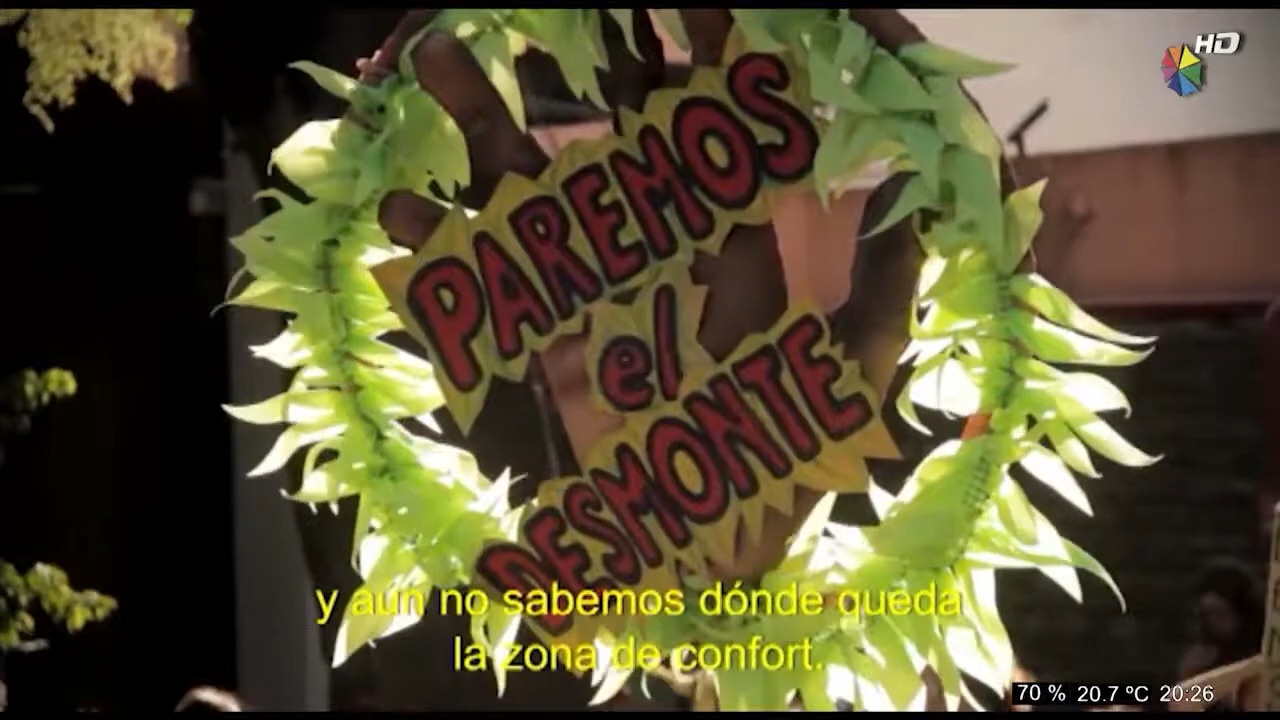 HD
PAREMOS
el
DESMONTE
y aún no sabemos dónde queda
la zona de confort.
70 % 20.7 ºC 20:26